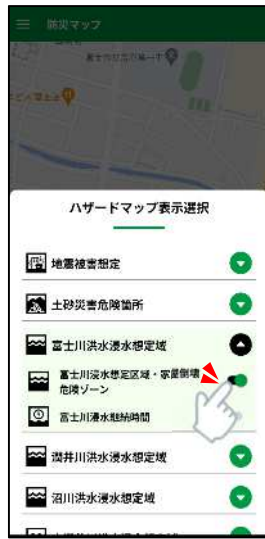 防災マップ
ハザードマップ表示選択
地震被害想定
土砂災害危険箇所
富士川洪水浸水想定域
富士川浸水想定区域・家屋倒壊
危険ゾーン
富士川浸水継続時間
潤井川洪水浸水想定域
沼川洪水浸水想定域